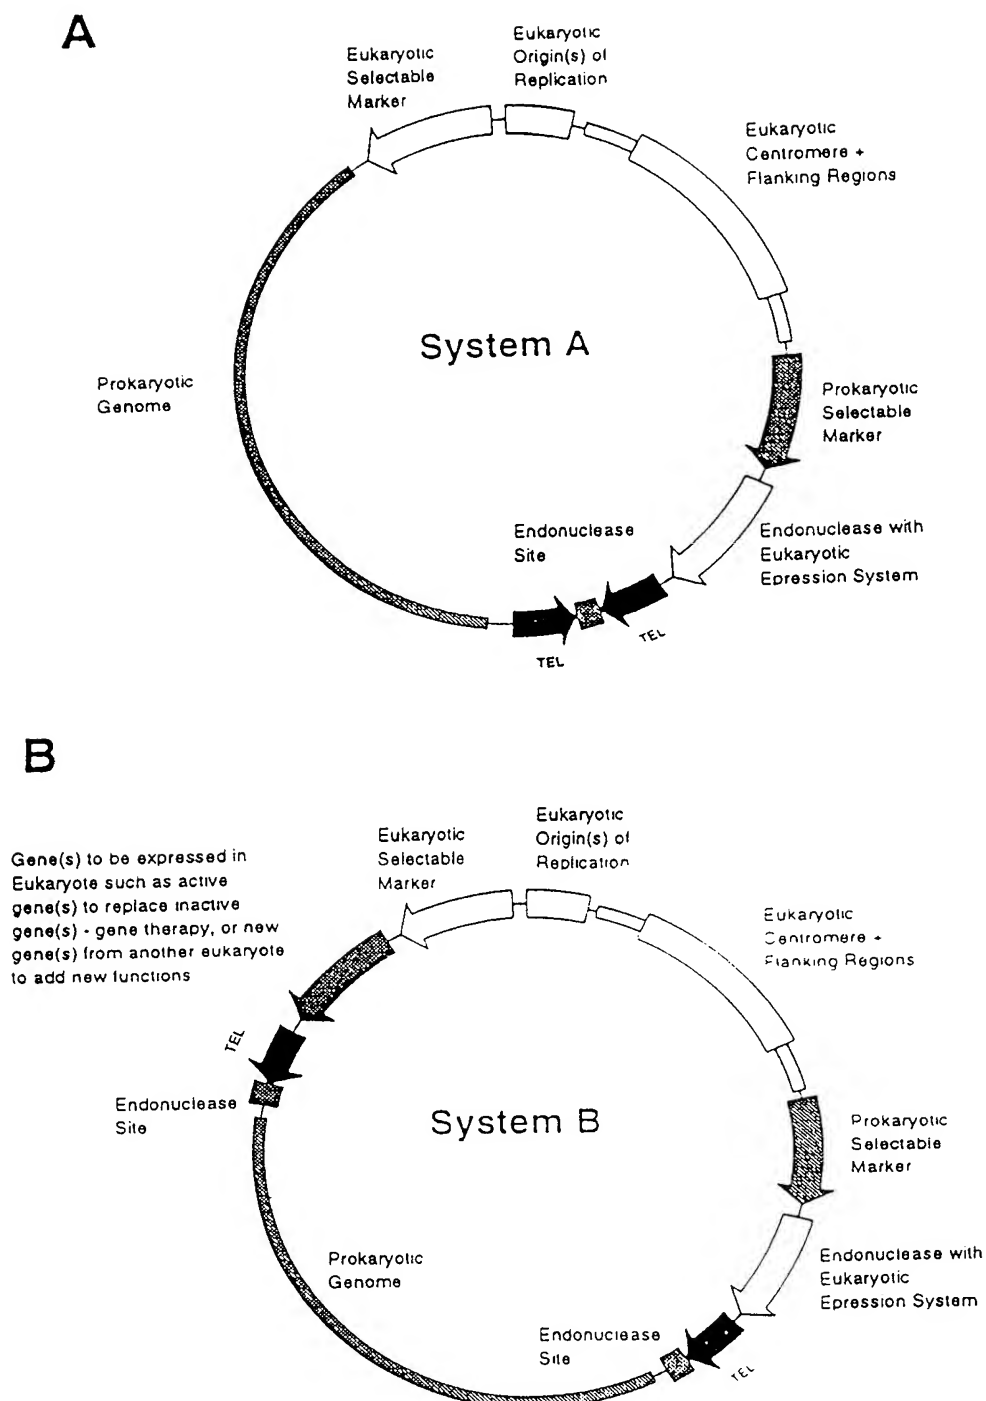 A
Eukaryotic
Selectable
Marker
Eukaryotic
Origin(s) of
Replication
Eukaryotic
Centromere +
Flanking Regions
System A
Prokaryotic
Genome
Prokaryotic
Selectable
Marker
Endonuclease
Site
Endonuclease with
Eukaryotic
Epression System
TEL
TEL
B
Gene(s) to be expressed in
Eukaryote such as active
gene(s) to replace inactive
gene(s) - gene therapy, or new
gene(s) from another eukaryote
to add new functions
Eukaryotic
Selectable
Marker
Eukaryotic
Origin(s) of
Replication
Eukaryotic
Centromere +
Flanking Regions
TEL
Endonuclease
Site
System B
Prokaryotic
Selectable
Marker
Prokaryotic
Genome
Endonuclease with
Eukaryotic
Epression System
Endonuclease
Site
TEL